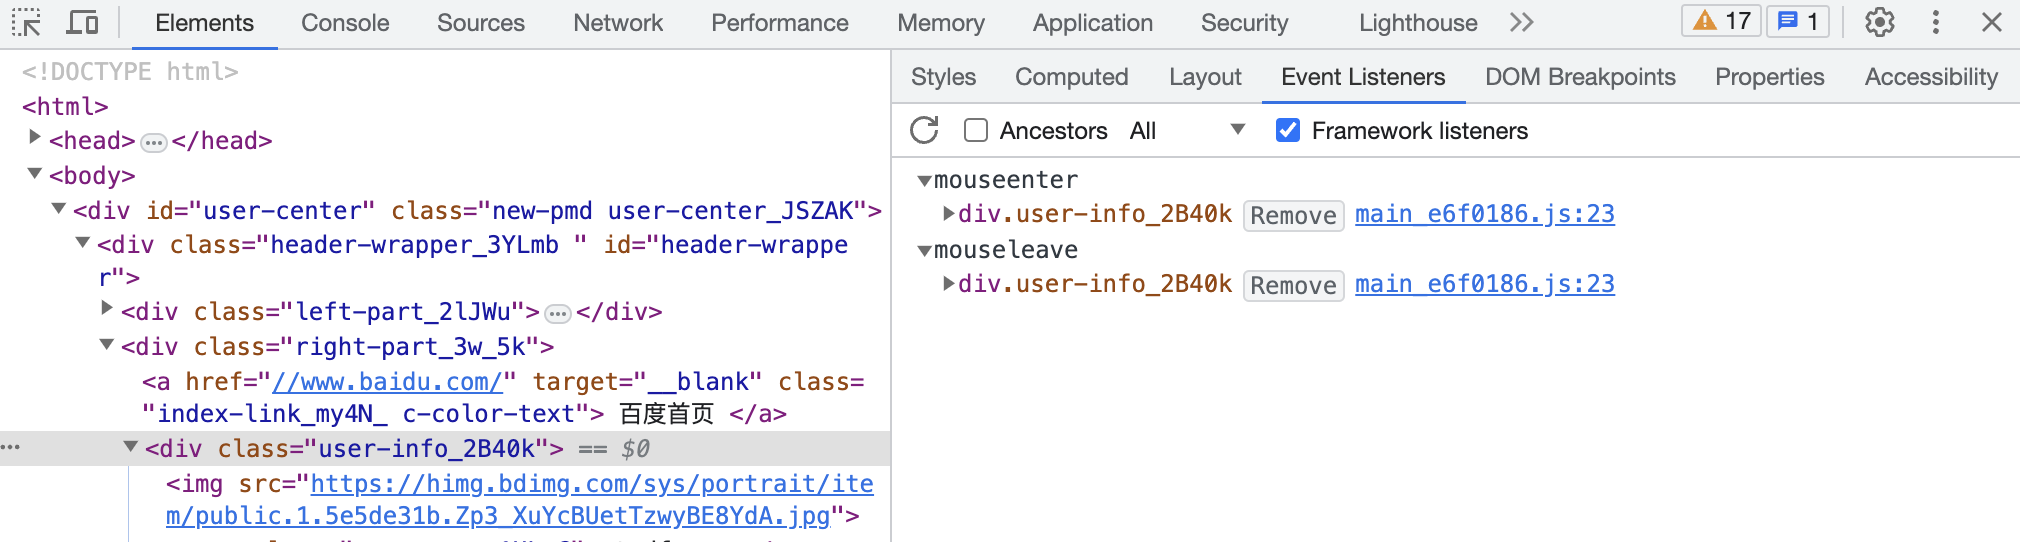 Elements Console Sources Network Performance Memory Application Security Lighthouse 17 1
<!DOCTYPE html>
<html>
<head> ••• </head>
<body>
<div id="user-center" class="new-pmd user-center_JSZAK">
<div class="header-wrapper_3YLmb " id="header-wrappe
r">
<div class="left-part_2lJWu"> ••• </div>
<div class="right-part_3w_5k">
<a href="//www.baidu.com/" target="__blank" class=
"index-link_my4N_ c-color-text"> 百度首页 </a>
••• <div class="user-info_2B40k"> == $0
<img src="https://himg.bdimg.com/sys/portrait/ite
m/public.1.5e5de31b.Zp3_XuYcBUetTzwyBE8YdA.jpg">
Styles Computed Layout Event Listeners DOM Breakpoints Properties Accessibility
Ancestors All Framework listeners
mouseenter
div.user-info_2B40k Remove main_e6f0186.js:23
mouseleave
div.user-info_2B40k Remove main_e6f0186.js:23